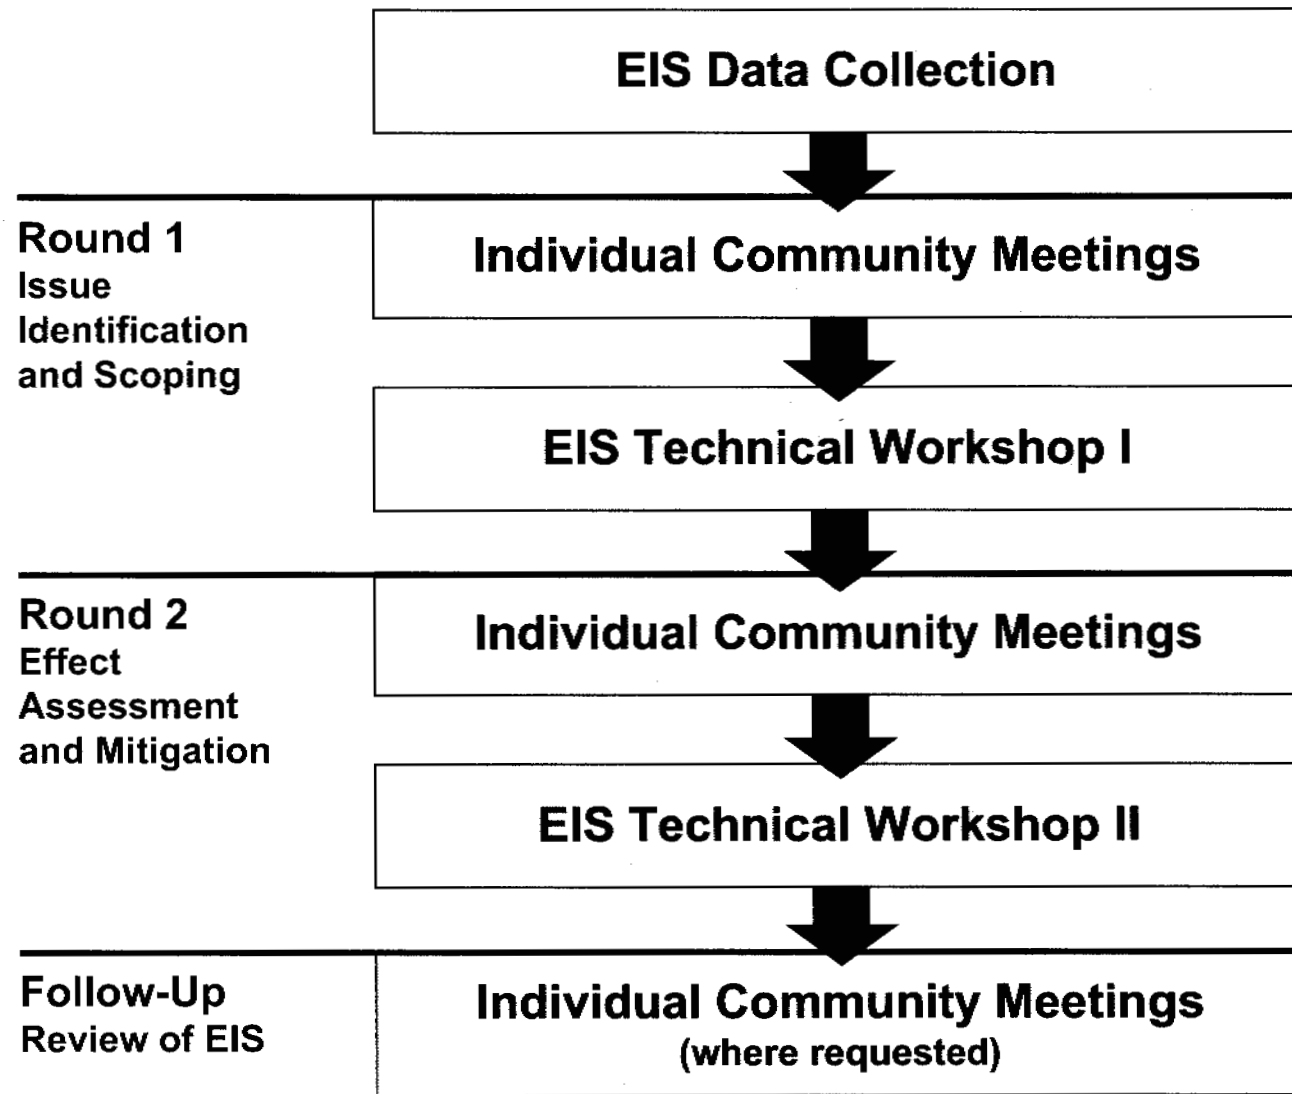 EIS Data Collection
Round 1
Issue
Identification
and Scoping
Individual Community Meetings
EIS Technical Workshop I
Round 2
Effect
Assessment
and Mitigation
Individual Community Meetings
EIS Technical Workshop II
Follow-Up
Review of EIS
Individual Community Meetings
(where requested)